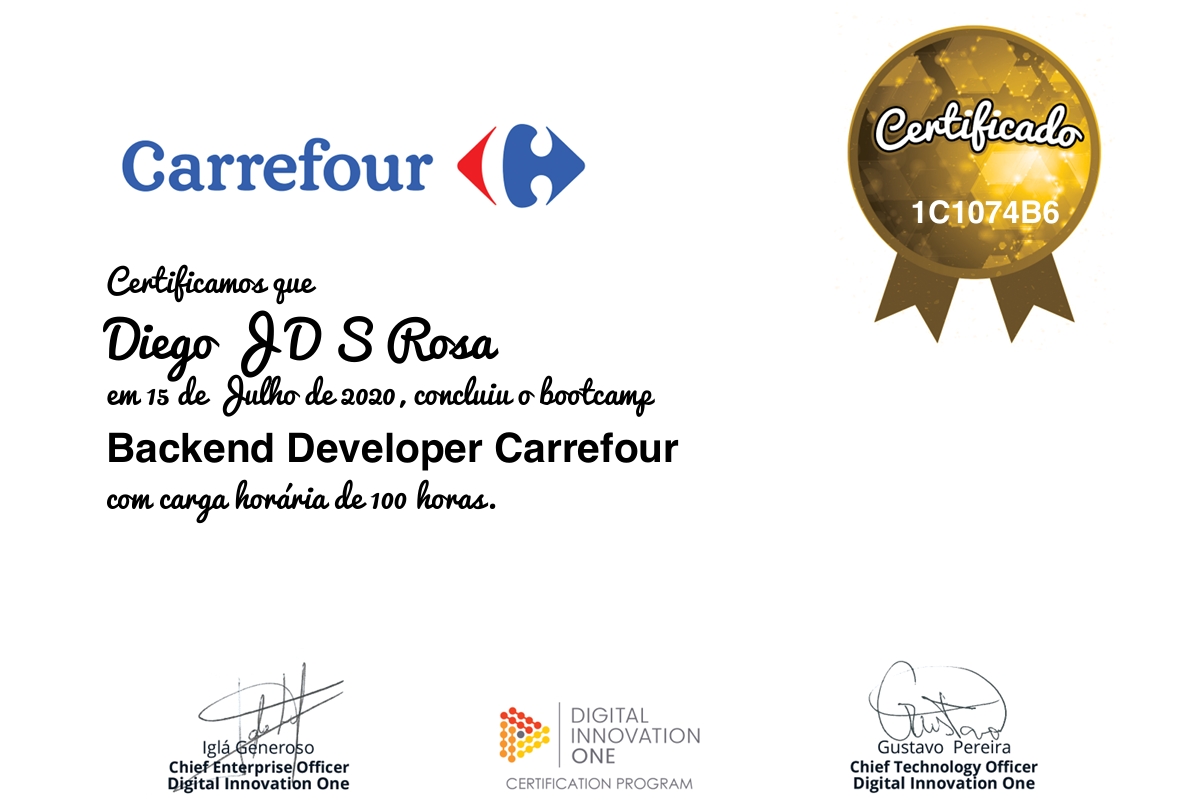 Carrefour
Certificado
1C1074B6
Certificamos que
Diego J D S Rosa
em 15 de Julho de 2020, concluiu o bootcamp
Backend Developer Carrefour
com carga horária de 100 horas.
Iglá Generoso
Chief Enterprise Officer
Digital Innovation One
DIGITAL
INNOVATION
ONE
CERTIFICATION PROGRAM
Gustavo Pereira
Chief Technology Officer
Digital Innovation One